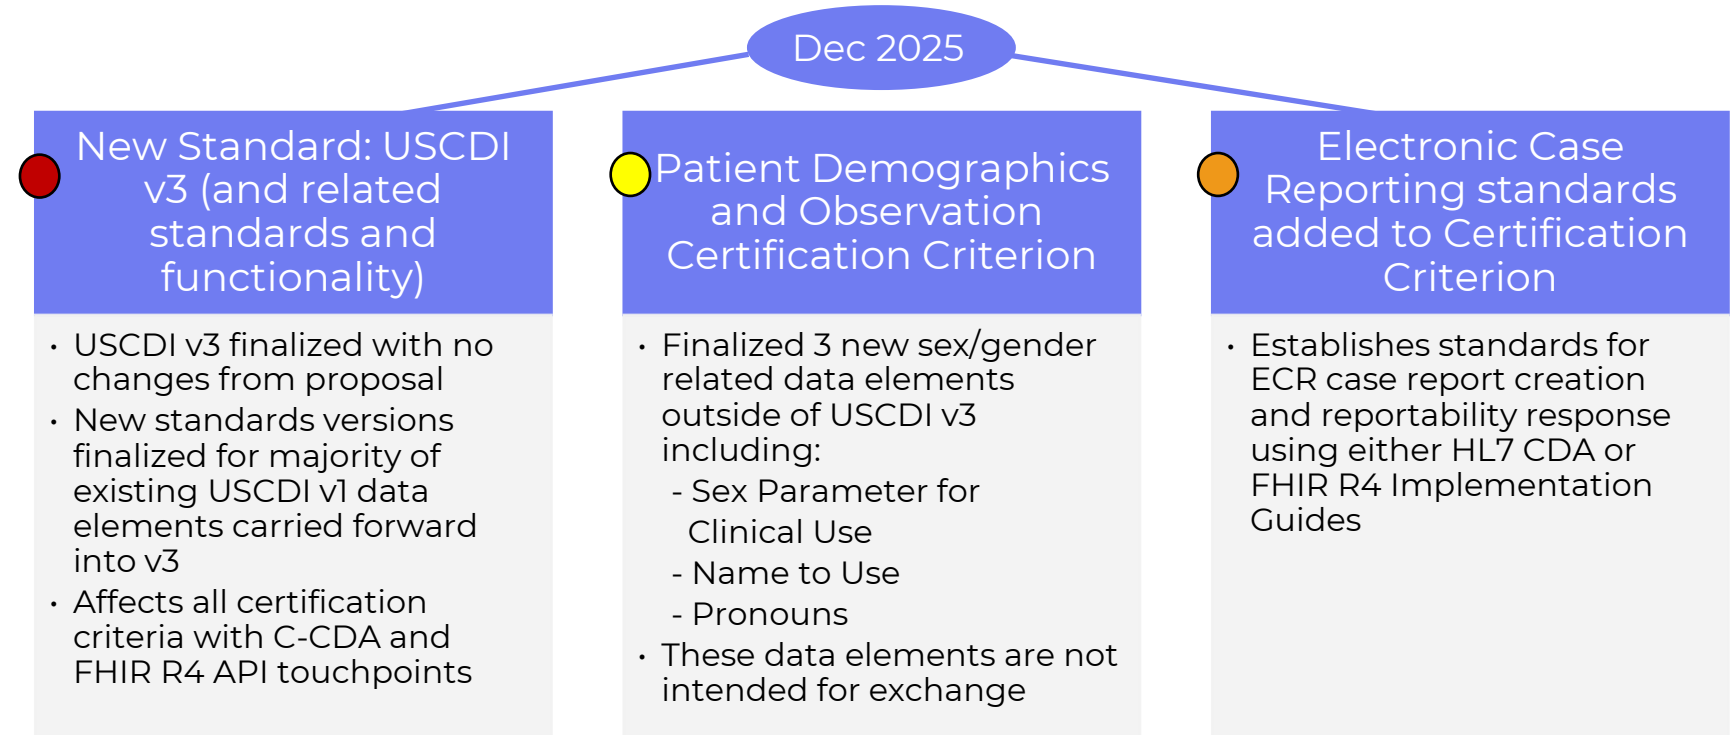 Dec 2025
New Standard: USCDI
v3 (and related
standards and
functionality)
• USCDI v3 finalized with no
changes from proposal
• New standards versions
finalized for majority of
existing USCDI v1 data
elements carried forward
into v3
• Affects all certification
criteria with C-CDA and
FHIR R4 API touchpoints
Patient Demographics
and Observation
Certification Criterion
• Finalized 3 new sex/gender
related data elements
outside of USCDI v3
including:
- Sex Parameter for
Clinical Use
- Name to Use
- Pronouns
• These data elements are not
intended for exchange
Electronic Case
Reporting standards
added to Certification
Criterion
• Establishes standards for
ECR case report creation
and reportability response
using either HL7 CDA or
FHIR R4 Implementation
Guides